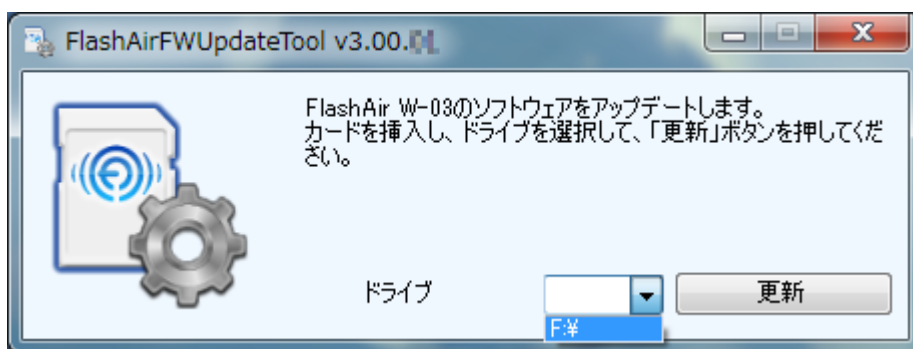 FlashAirFWUpdateTool v3.00.
FlashAir W-03のソフトウェアをアップデートします。
カードを挿入し、ドライブを選択して、「更新」ボタンを押してくだ
さい。
ドライブ
更新
F:¥